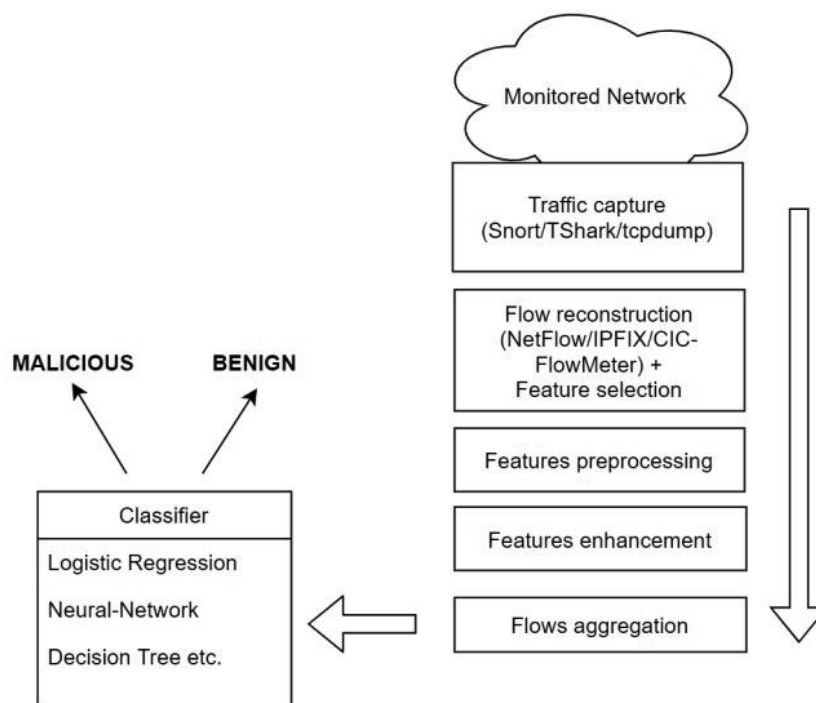 Monitored Network
Traffic capture
(Snort/TShark/tcpdump)
Flow reconstruction
(NetFlow/IPFIX/CIC-
FlowMeter) +
Feature selection
Features preprocessing
Features enhancement
Flows aggregation
MALICIOUS
BENIGN
Classifier
Logistic Regression
Neural-Network
Decision Tree etc.